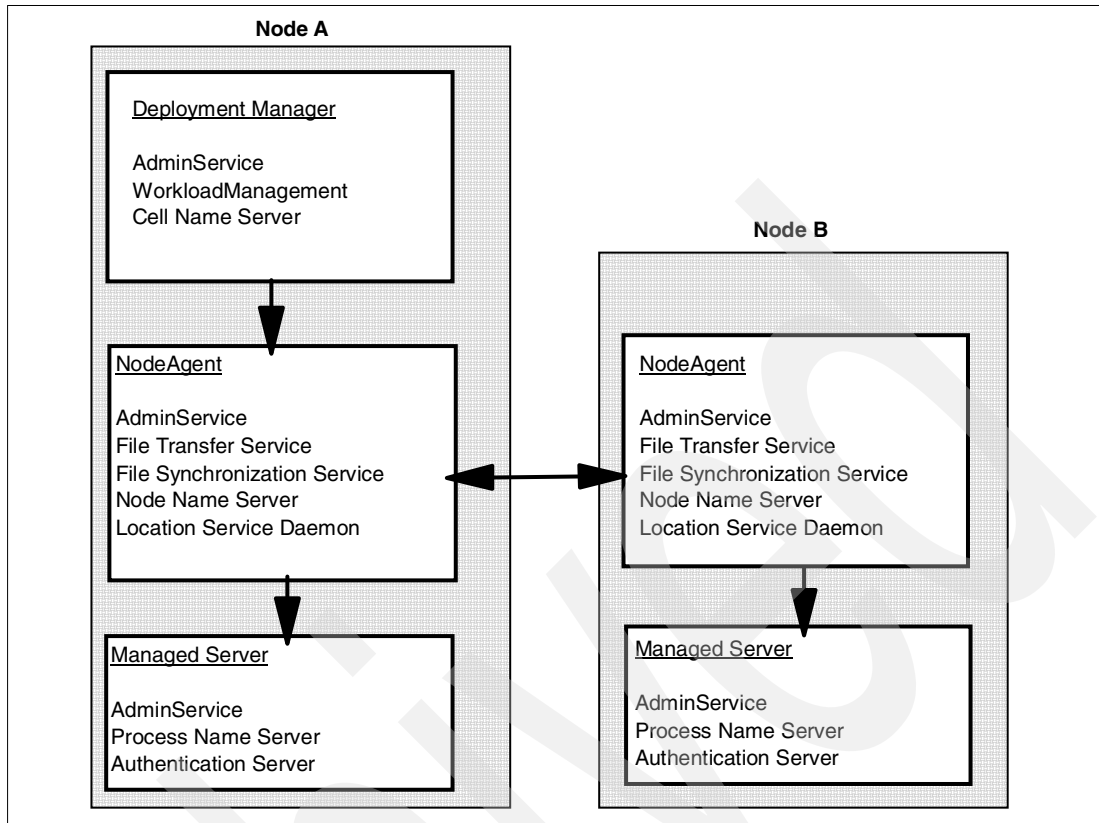 Node A
Deployment Manager
AdminService
WorkloadManagement
Cell Name Server
NodeAgent
AdminService
File Transfer Service
File Synchronization Service
Node Name Server
Location Service Daemon
Managed Server
AdminService
Process Name Server
Authentication Server
Node B
NodeAgent
AdminService
File Transfer Service
File Synchronization Service
Node Name Server
Location Service Daemon
Managed Server
AdminService
Process Name Server
Authentication Server